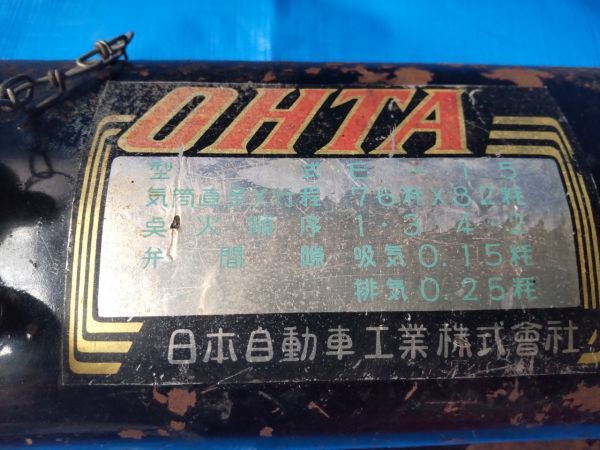 OHTA
型 式 E-15
気筒直径×行程 76粍×82粍
点火順序 1・3・4・2
弁間隙 吸気0.15粍
排気0.25粍
日本自動車工業株式會社